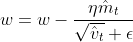 w = w - \frac{\eta \hat{m}_t}{\sqrt{\hat{v}_t} + \epsilon}